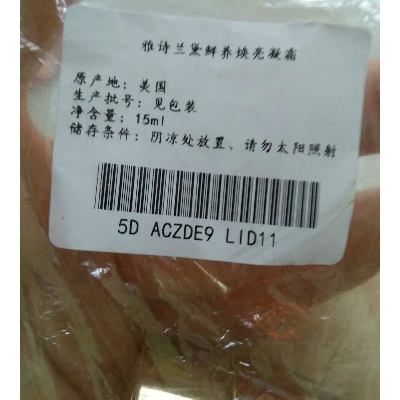 雅诗兰黛鲜养焕亮凝霜
原产地: 美国
生产批号: 见包装
净含量: 15ml
储存条件: 阴凉处放置、请勿太阳照射
5D ACZDE9 LID11